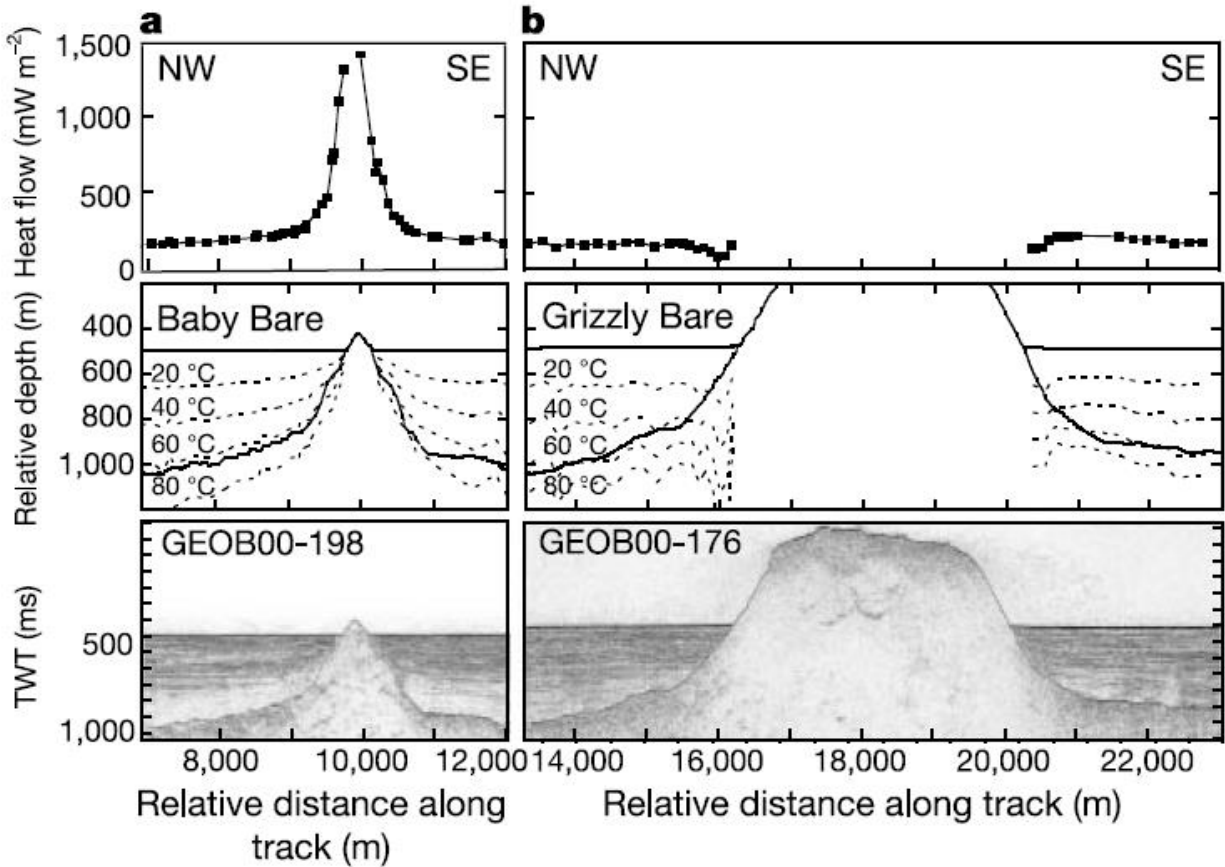 a
b
1,500
1,000
500
0
Heat flow (mW m⁻²)
NW
SE
NW
SE
400
600
800
1,000
Relative depth (m)
Baby Bare
20 °C
40 °C
60 °C
80 °C
Grizzly Bare
20 °C
40 °C
60 °C
80 °C
500
1,000
TWT (ms)
GEOB00-198
GEOB00-176
8,000
10,000
12,000
14,000
16,000
18,000
20,000
22,000
Relative distance along
track (m)
Relative distance along track (m)